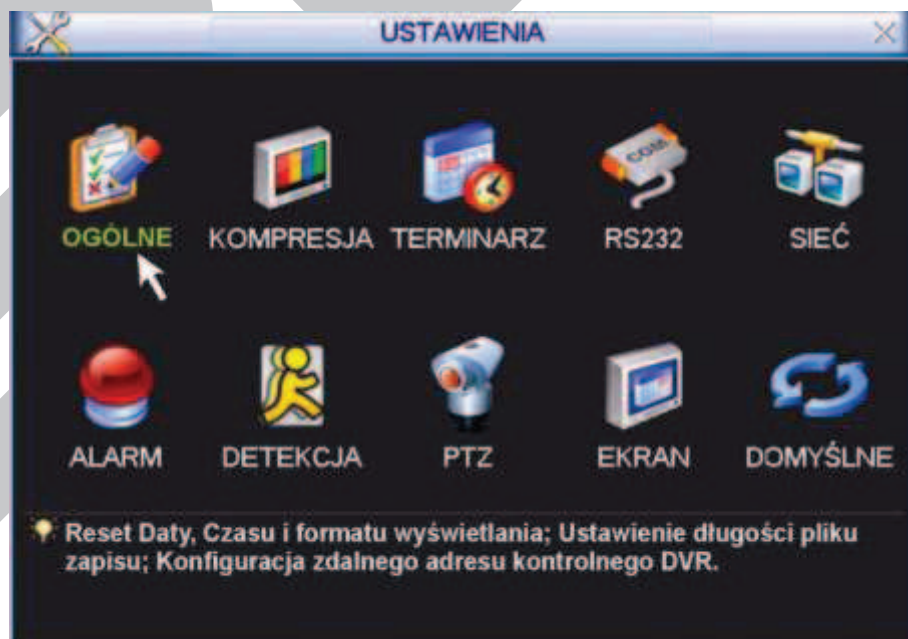 USTAWIENIA
OGÓLNE KOMPRESJA TERMINARZ RS232 SIEĆ
COM
ALARM DETEKCJA PTZ EKRAN DOMYŚLNE
Reset Daty, Czasu i formatu wyświetlania; Ustawienie długości pliku
zapisu; Konfiguracja zdalnego adresu kontrolnego DVR.